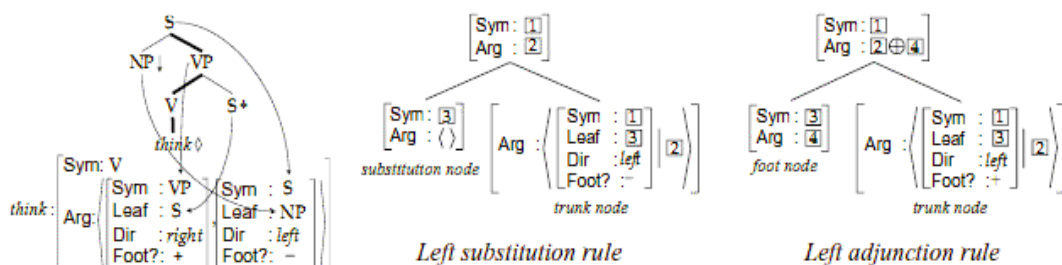 S
NP↓ VP
V S*
think◊
think: Sym: V
Arg: ⟨ Sym : VP
Leaf : S
Dir : right
Foot?: +
,
Sym : S
Leaf : NP
Dir : left
Foot?: − ⟩
Sym: 1
Arg : 2
Sym: 3
Arg : ⟨ ⟩
substitution node
Arg : ⟨ Sym : 1
Leaf : 3
Dir : left
Foot? : − | 2 ⟩
trunk node
Left substitution rule
Sym: 1
Arg : 2⊕4
Sym: 3
Arg : 4
foot node
Arg : ⟨ Sym : 1
Leaf : 3
Dir : left
Foot? : + | 2 ⟩
trunk node
Left adjunction rule